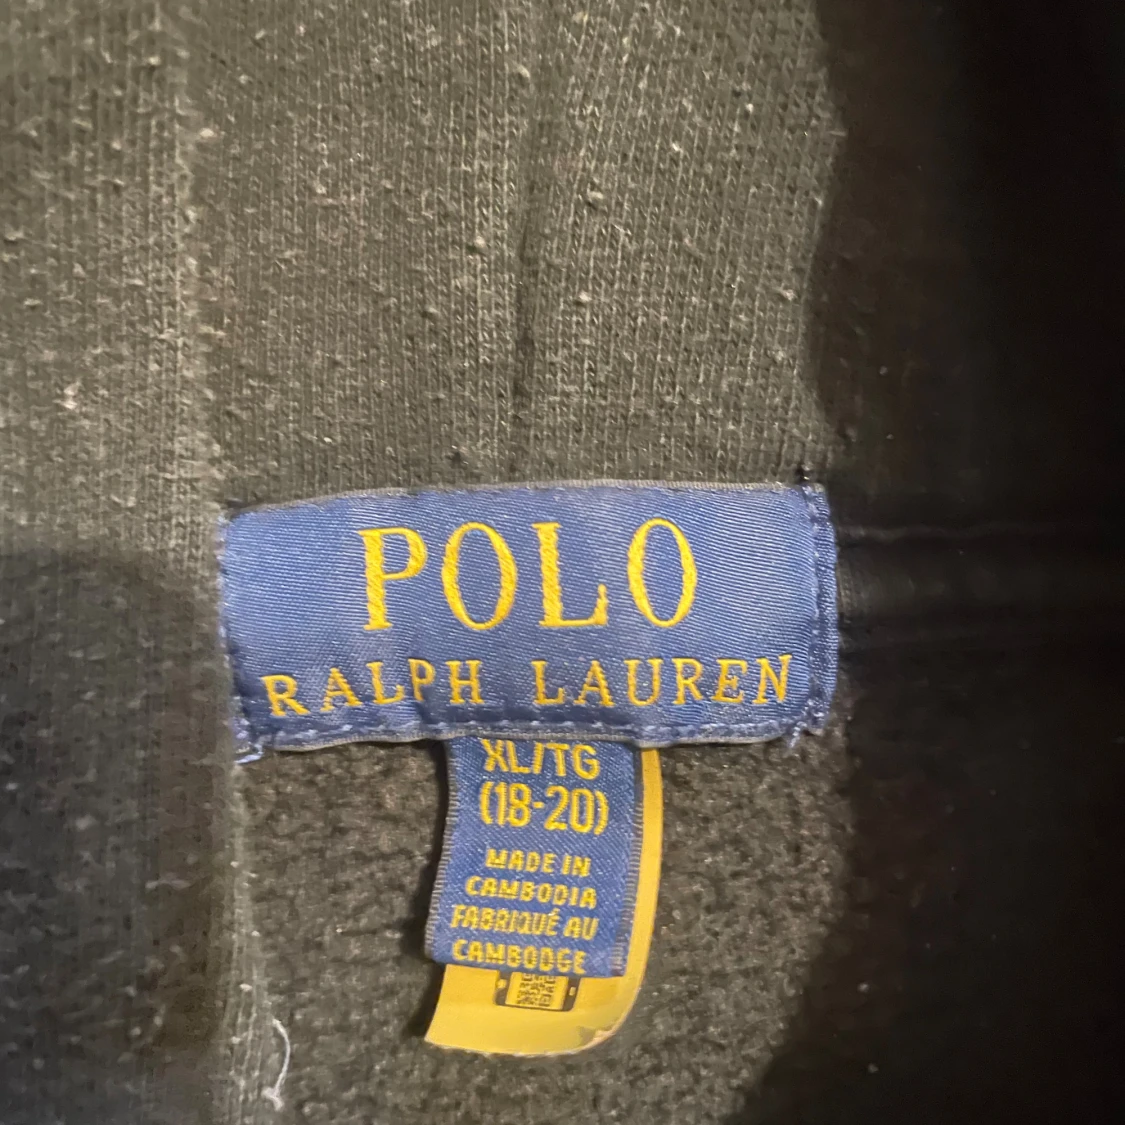 POLO
RALPH LAUREN
XL/TG
(18-20)
MADE IN
CAMBODIA
FABRIQUÉ AU
CAMBODGE